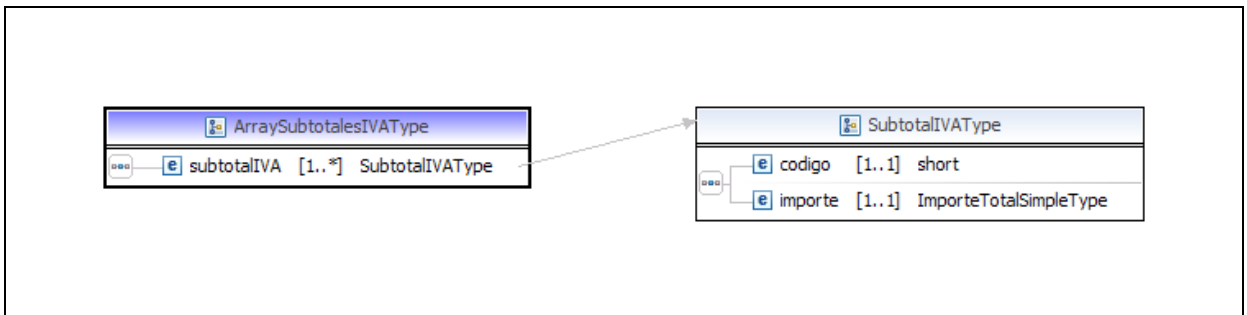 ArraySubtotalesIVAType
subtotalIVA [1..*] SubtotalIVAType
SubtotalIVAType
codigo [1..1] short
importe [1..1] ImporteTotalSimpleType